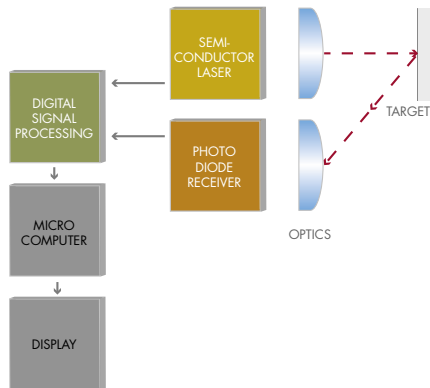 SEMI-
CONDUCTOR
LASER
TARGET
DIGITAL
SIGNAL
PROCESSING
PHOTO
DIODE
RECEIVER
MICRO
COMPUTER
OPTICS
DISPLAY